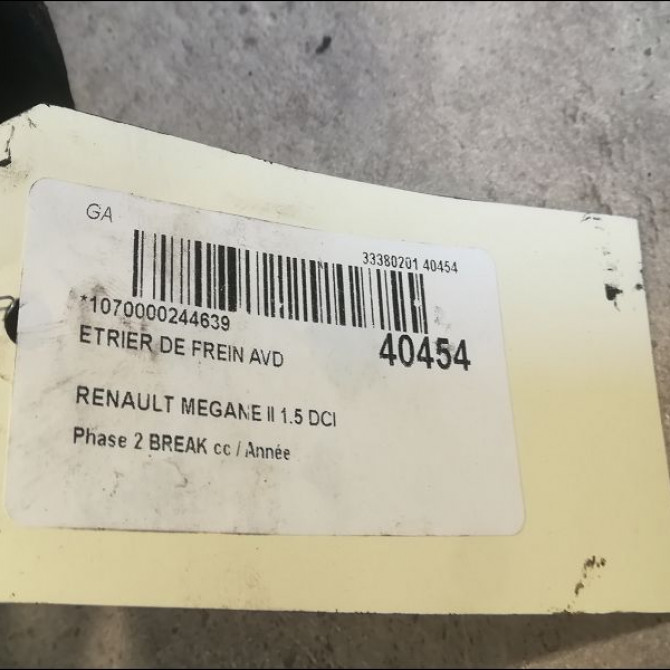 GA
33380201 40454
*1070000244639
ETRIER DE FREIN AVD
40454
RENAULT MEGANE II 1.5 DCI
Phase 2 BREAK cc / Année